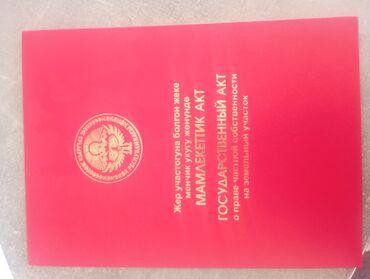 Жер участогуна болгон жеке
менчик укугу жөнүндө
МАМЛЕКЕТТИК АКТ
ГОСУДАРСТВЕННЫЙ АКТ
о праве частной собственности
на земельный участок